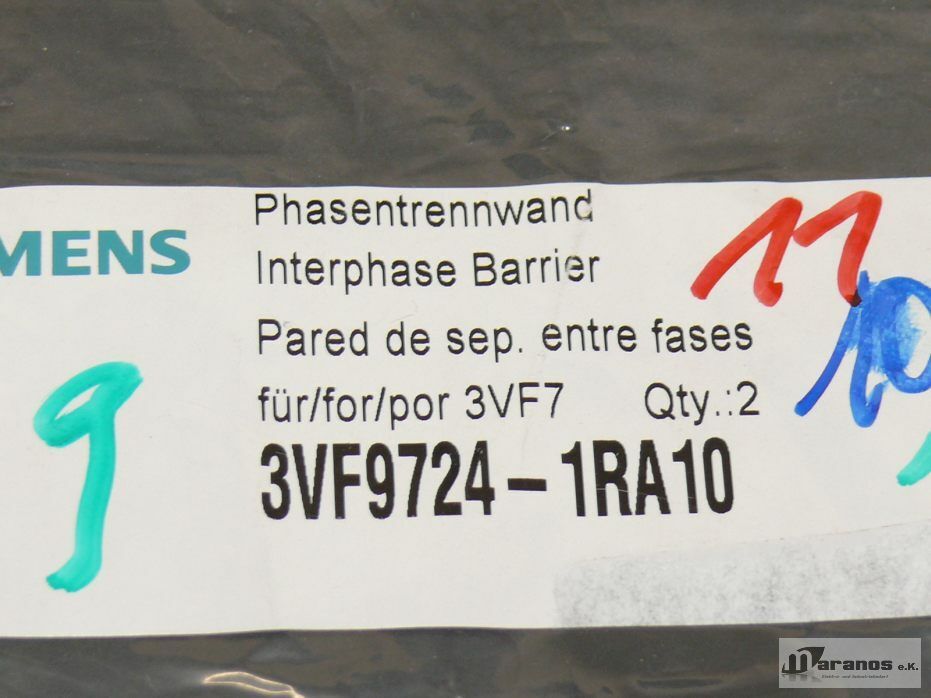 MENS
Phasentrennwand
Interphase Barrier
Pared de sep. entre fases
für/for/por 3VF7 Qty.:2
3VF9724-1RA10
9
11
10
Maranos e.K.